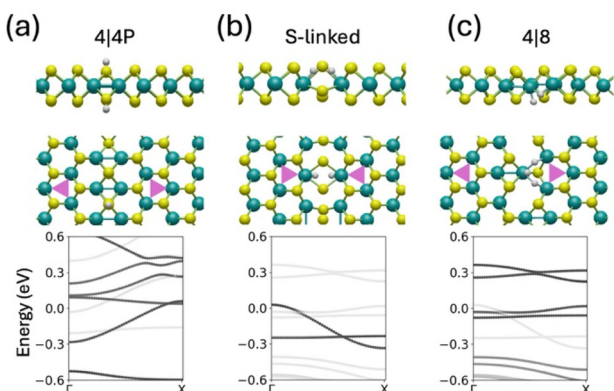 (a) 4|4P (b) S-linked (c) 4|8
Energy (eV)
0.6 0.6 0.6
0.3 0.3 0.3
0.0 0.0 0.0
−0.3 −0.3 −0.3
−0.6 −0.6 −0.6
Γ X Γ X Γ X